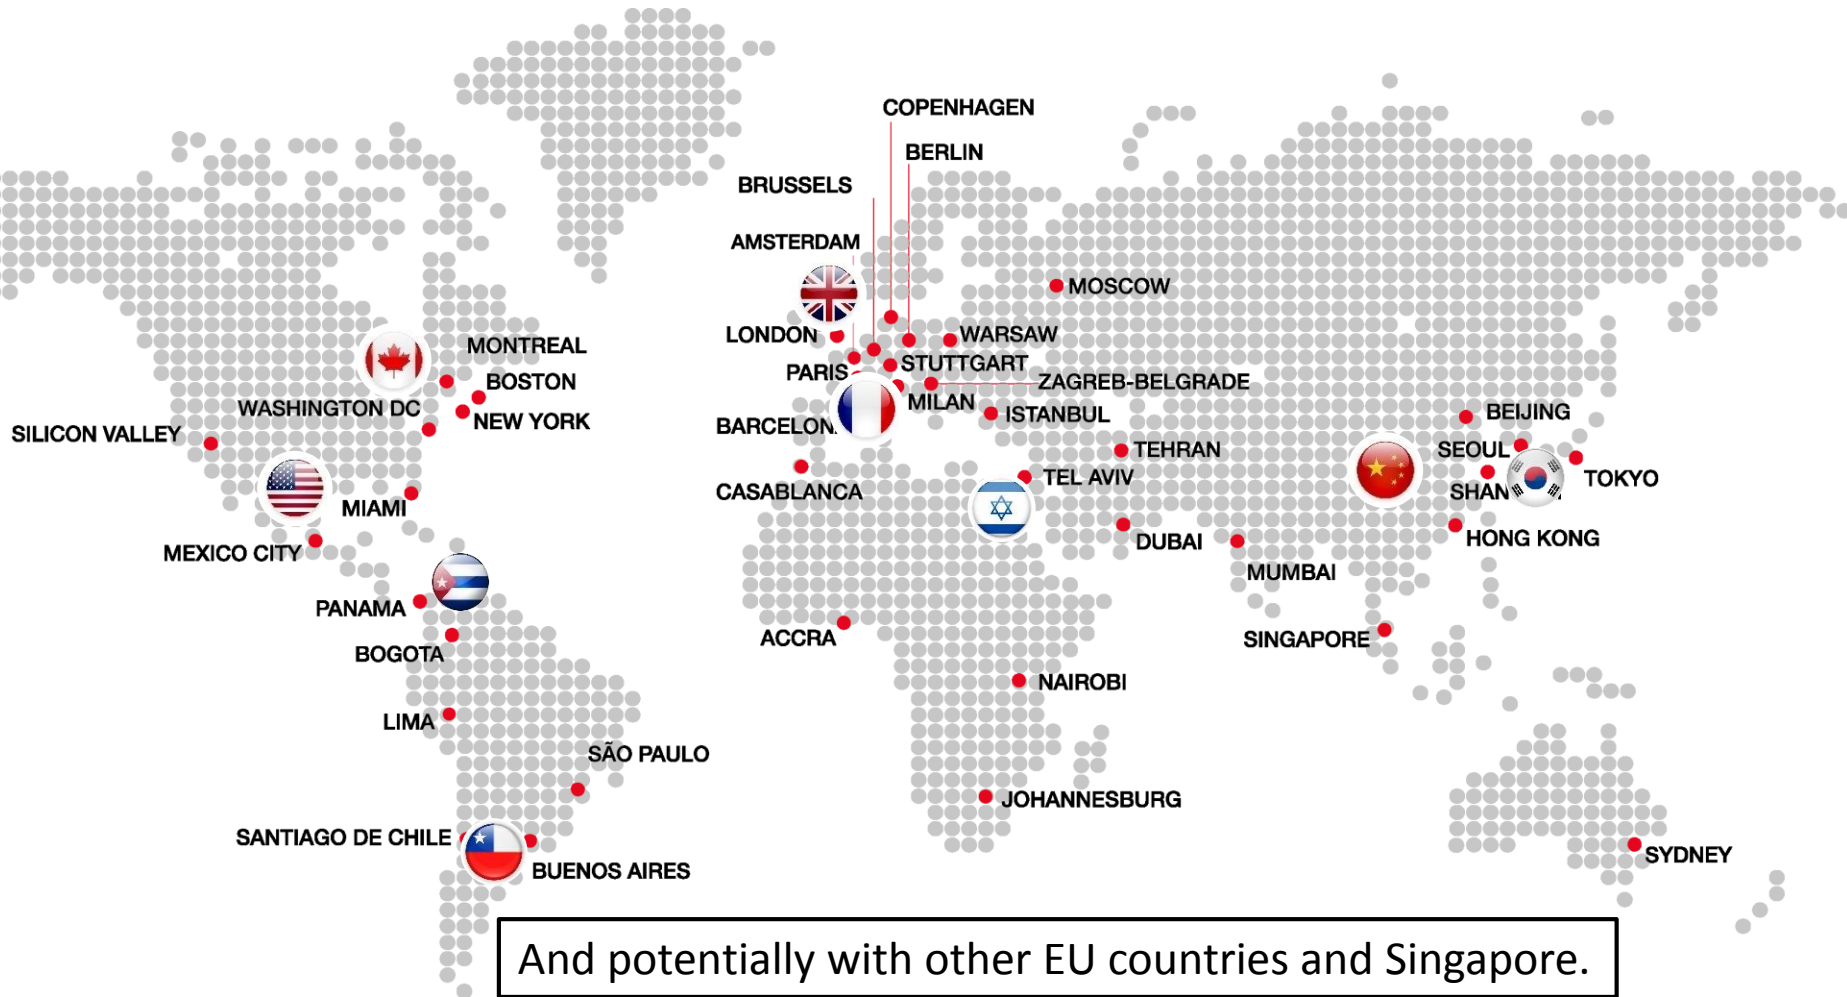 COPENHAGEN
BERLIN
BRUSSELS
AMSTERDAM
MOSCOW
LONDON
WARSAW
MONTREAL
STUTTGART
PARIS
BOSTON
ZAGREB-BELGRADE
WASHINGTON DC
MILAN
NEW YORK
ISTANBUL
BEIJING
BARCELON
SILICON VALLEY
TEHRAN
SEOUL
TEL AVIV
TOKYO
CASABLANCA
SHAN
MIAMI
HONG KONG
DUBAI
MEXICO CITY
MUMBAI
PANAMA
ACCRA
SINGAPORE
BOGOTA
NAIROBI
LIMA
SÃO PAULO
JOHANNESBURG
SANTIAGO DE CHILE
SYDNEY
BUENOS AIRES
And potentially with other EU countries and Singapore.